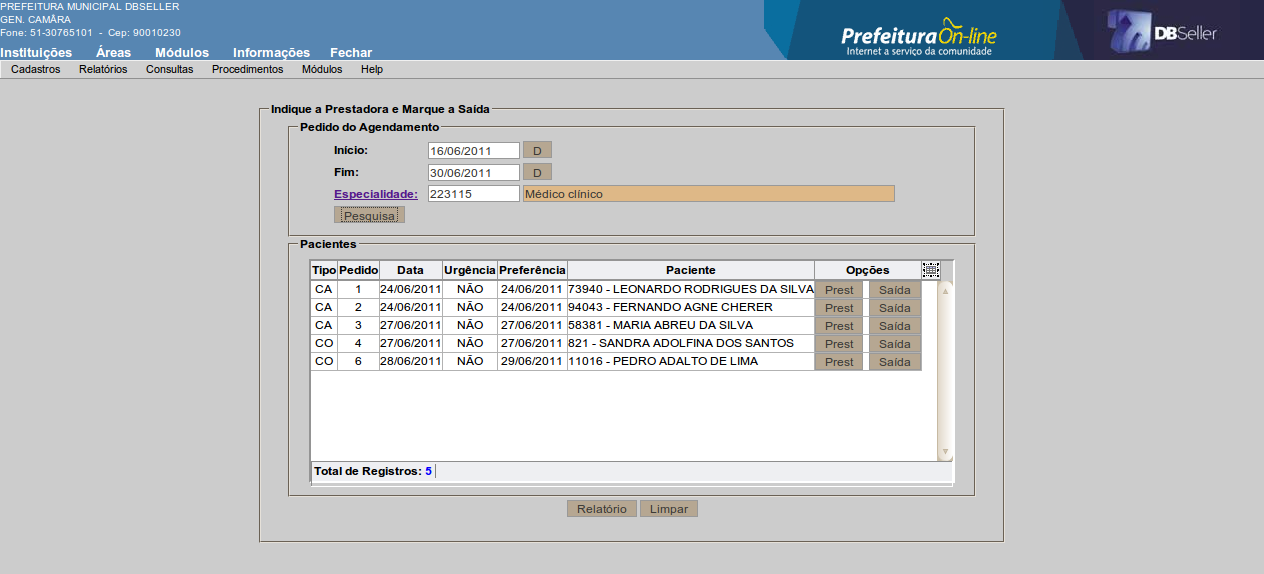 PREFEITURA MUNICIPAL DBSELLER
GEN. CAMÃRA
Fone: 51-30765101 - Cep: 90010230
Prefeitura On-line
Internet a serviço da comunidade
DBSeller
Instituições Áreas Módulos Informações Fechar
Cadastros Relatórios Consultas Procedimentos Módulos Help
Indique a Prestadora e Marque a Saída
Pedido do Agendamento
Início: 16/06/2011 D
Fim: 30/06/2011 D
Especialidade: 223115 Médico clínico
Pesquisa
Pacientes
Tipo Pedido Data Urgência Preferência Paciente Opções
CA 1 24/06/2011 NÃO 24/06/2011 73940 - LEONARDO RODRIGUES DA SILVA Prest Saída
CA 2 24/06/2011 NÃO 24/06/2011 94043 - FERNANDO AGNE CHERER Prest Saída
CA 3 27/06/2011 NÃO 27/06/2011 58381 - MARIA ABREU DA SILVA Prest Saída
CO 4 27/06/2011 NÃO 27/06/2011 821 - SANDRA ADOLFINA DOS SANTOS Prest Saída
CO 6 28/06/2011 NÃO 29/06/2011 11016 - PEDRO ADALTO DE LIMA Prest Saída
Total de Registros: 5
Relatório Limpar